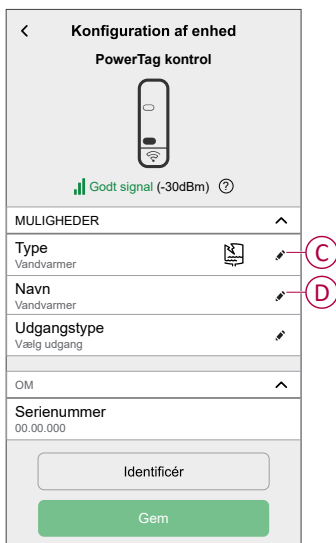 Konfiguration af enhed
PowerTag kontrol
Godt signal (-30dBm) ?
MULIGHEDER
Type
Vandvarmer
C
Navn
Vandvarmer
D
Udgangstype
Vælg udgang
OM
Serienummer
00.00.000
Identificér
Gem